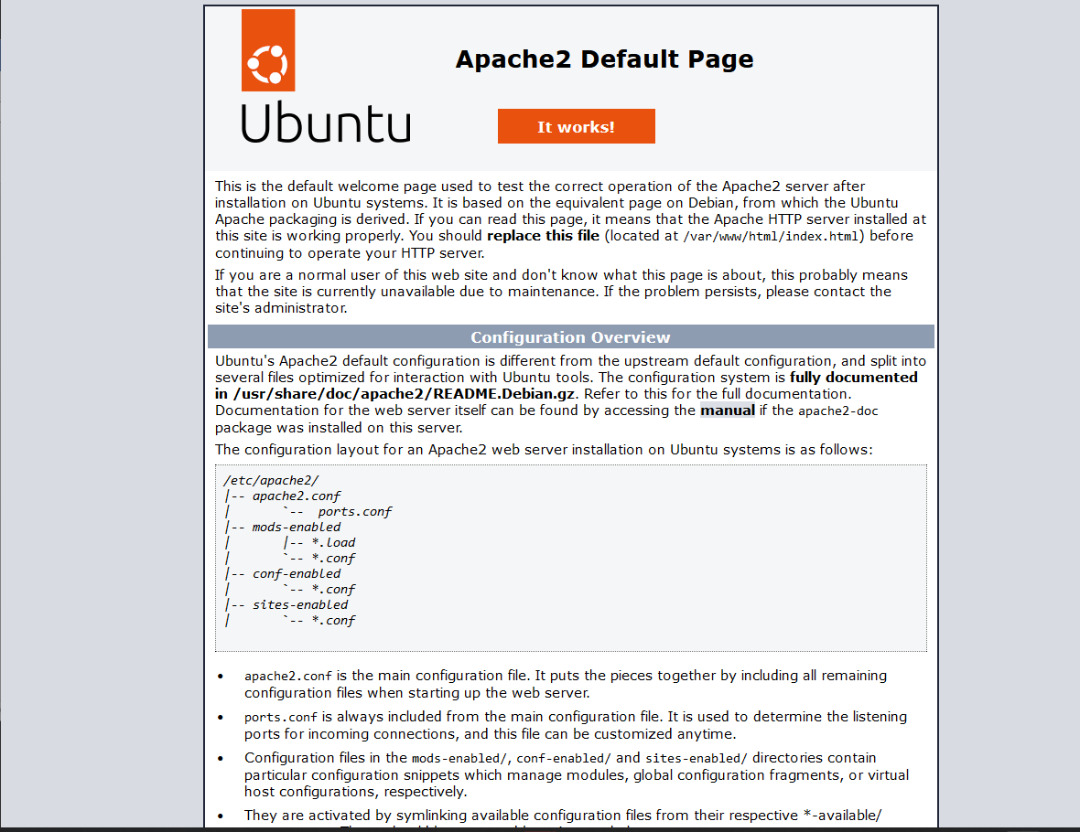 Apache2 Default Page
Ubuntu
It works!
This is the default welcome page used to test the correct operation of the Apache2 server after
installation on Ubuntu systems. It is based on the equivalent page on Debian, from which the Ubuntu
Apache packaging is derived. If you can read this page, it means that the Apache HTTP server installed at
this site is working properly. You should replace this file (located at /var/www/html/index.html) before
continuing to operate your HTTP server.
If you are a normal user of this web site and don't know what this page is about, this probably means
that the site is currently unavailable due to maintenance. If the problem persists, please contact the
site's administrator.
Configuration Overview
Ubuntu's Apache2 default configuration is different from the upstream default configuration, and split into
several files optimized for interaction with Ubuntu tools. The configuration system is fully documented
in /usr/share/doc/apache2/README.Debian.gz. Refer to this for the full documentation.
Documentation for the web server itself can be found by accessing the manual if the apache2-doc
package was installed on this server.
The configuration layout for an Apache2 web server installation on Ubuntu systems is as follows:
/etc/apache2/
|-- apache2.conf
|       `--  ports.conf
|-- mods-enabled
|       |-- *.load
|       `-- *.conf
|-- conf-enabled
|       `-- *.conf
|-- sites-enabled
|       `-- *.conf
• apache2.conf is the main configuration file. It puts the pieces together by including all remaining
configuration files when starting up the web server.
• ports.conf is always included from the main configuration file. It is used to determine the listening
ports for incoming connections, and this file can be customized anytime.
• Configuration files in the mods-enabled/, conf-enabled/ and sites-enabled/ directories contain
particular configuration snippets which manage modules, global configuration fragments, or virtual
host configurations, respectively.
• They are activated by symlinking available configuration files from their respective *-available/